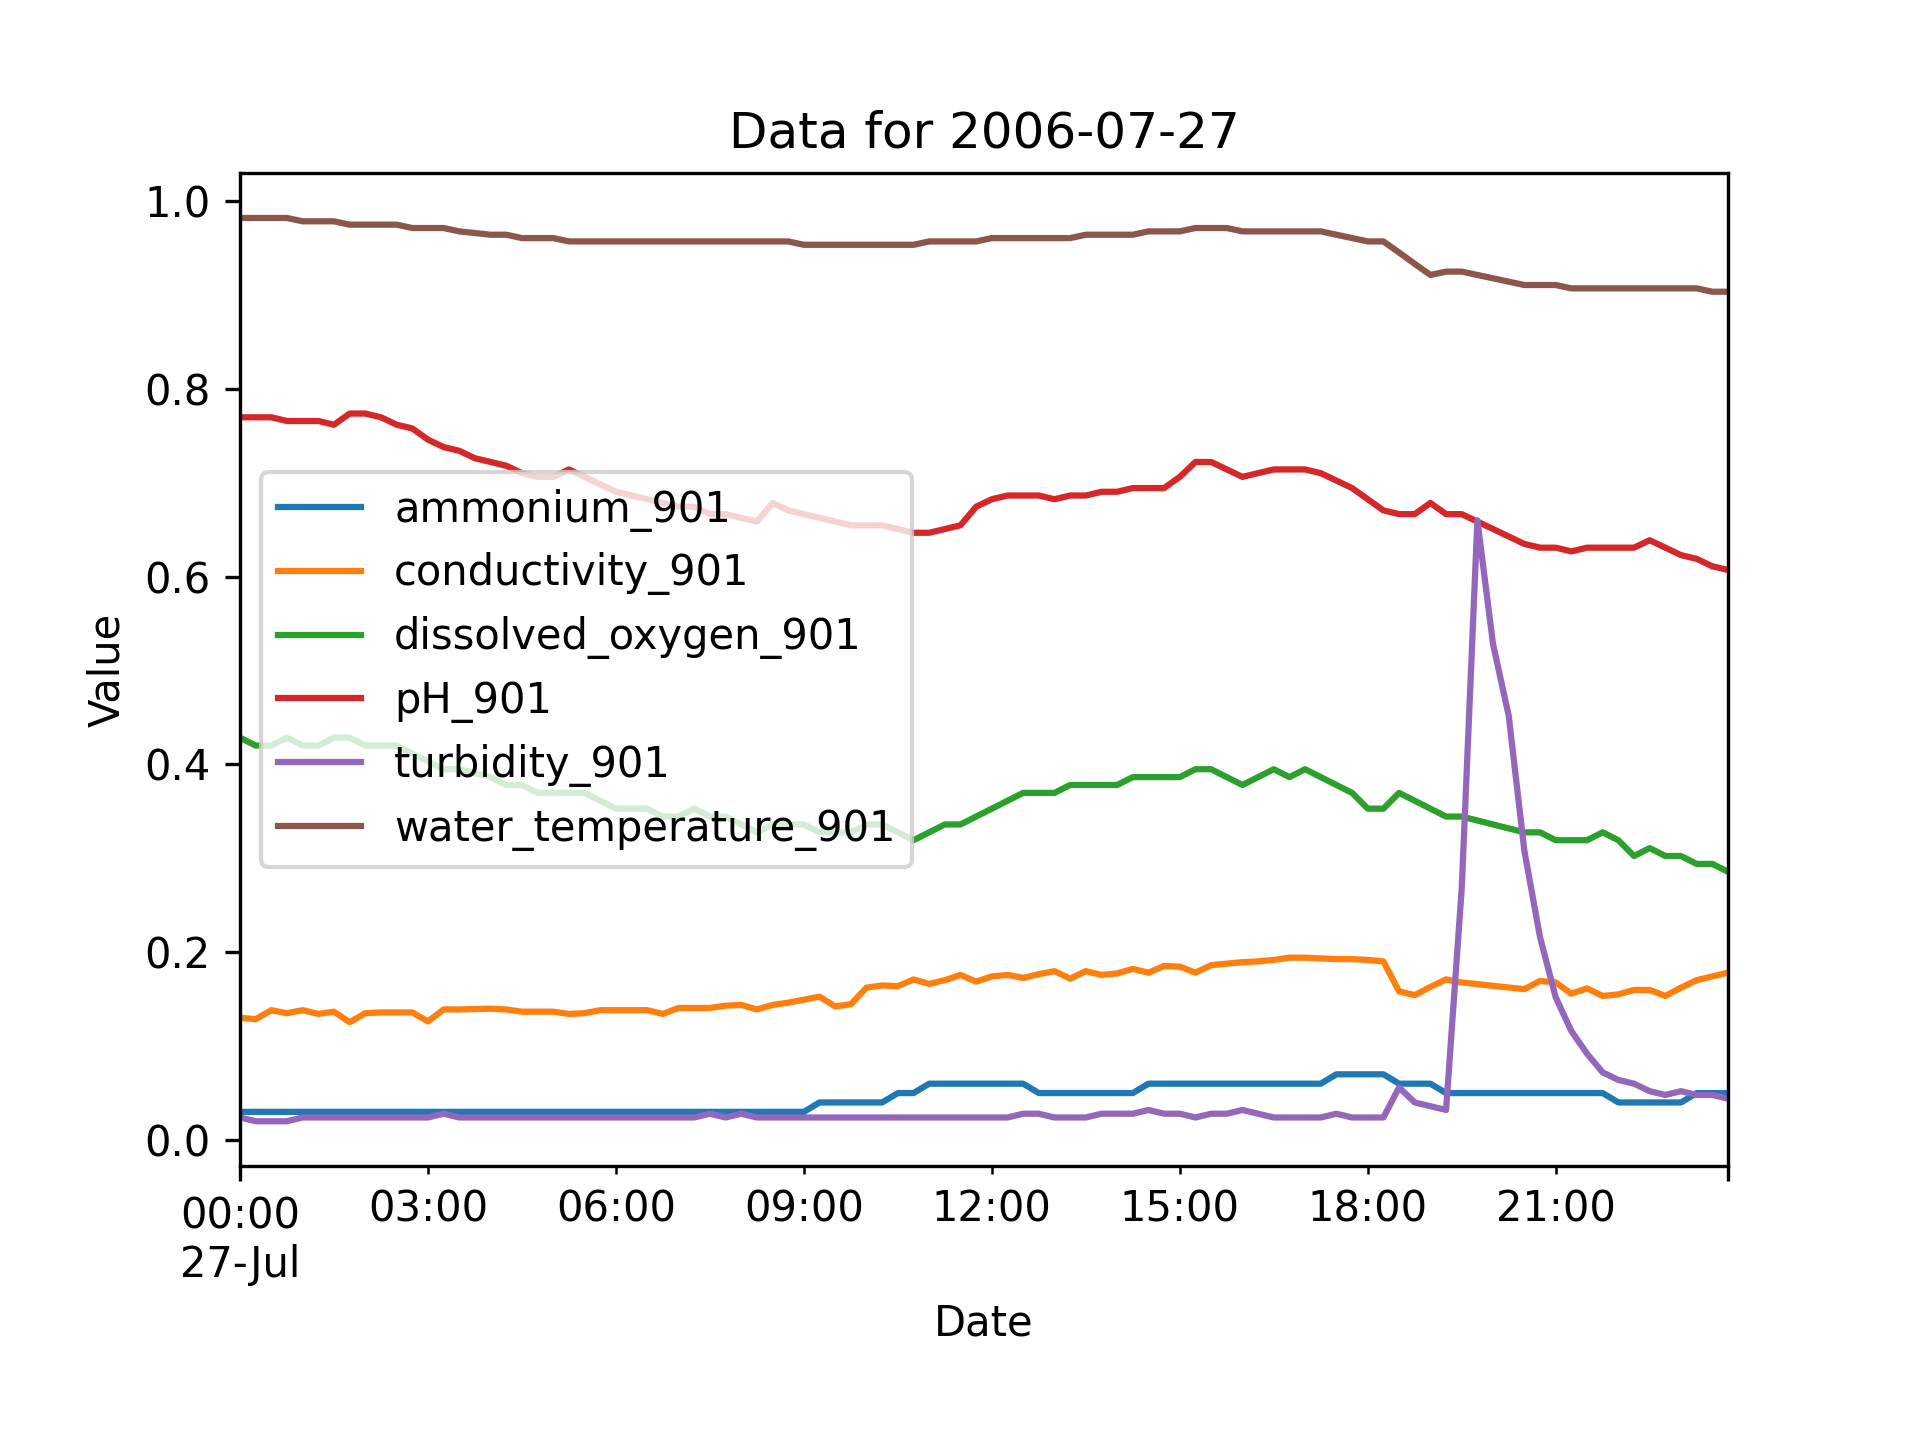 Data for 2006-07-27
1.0
0.8
0.6
0.4
0.2
0.0
Value
ammonium_901
conductivity_901
dissolved_oxygen_901
pH_901
turbidity_901
water_temperature_901
00:00 03:00 06:00 09:00 12:00 15:00 18:00 21:00
27-Jul
Date